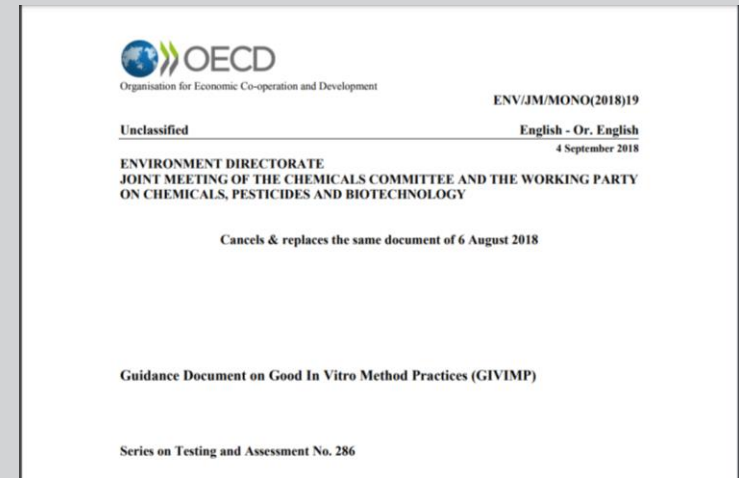 OECD
Organisation for Economic Co-operation and Development
ENV/JM/MONO(2018)19
Unclassified English - Or. English
4 September 2018
ENVIRONMENT DIRECTORATE
JOINT MEETING OF THE CHEMICALS COMMITTEE AND THE WORKING PARTY
ON CHEMICALS, PESTICIDES AND BIOTECHNOLOGY
Cancels & replaces the same document of 6 August 2018
Guidance Document on Good In Vitro Method Practices (GIVIMP)
Series on Testing and Assessment No. 286